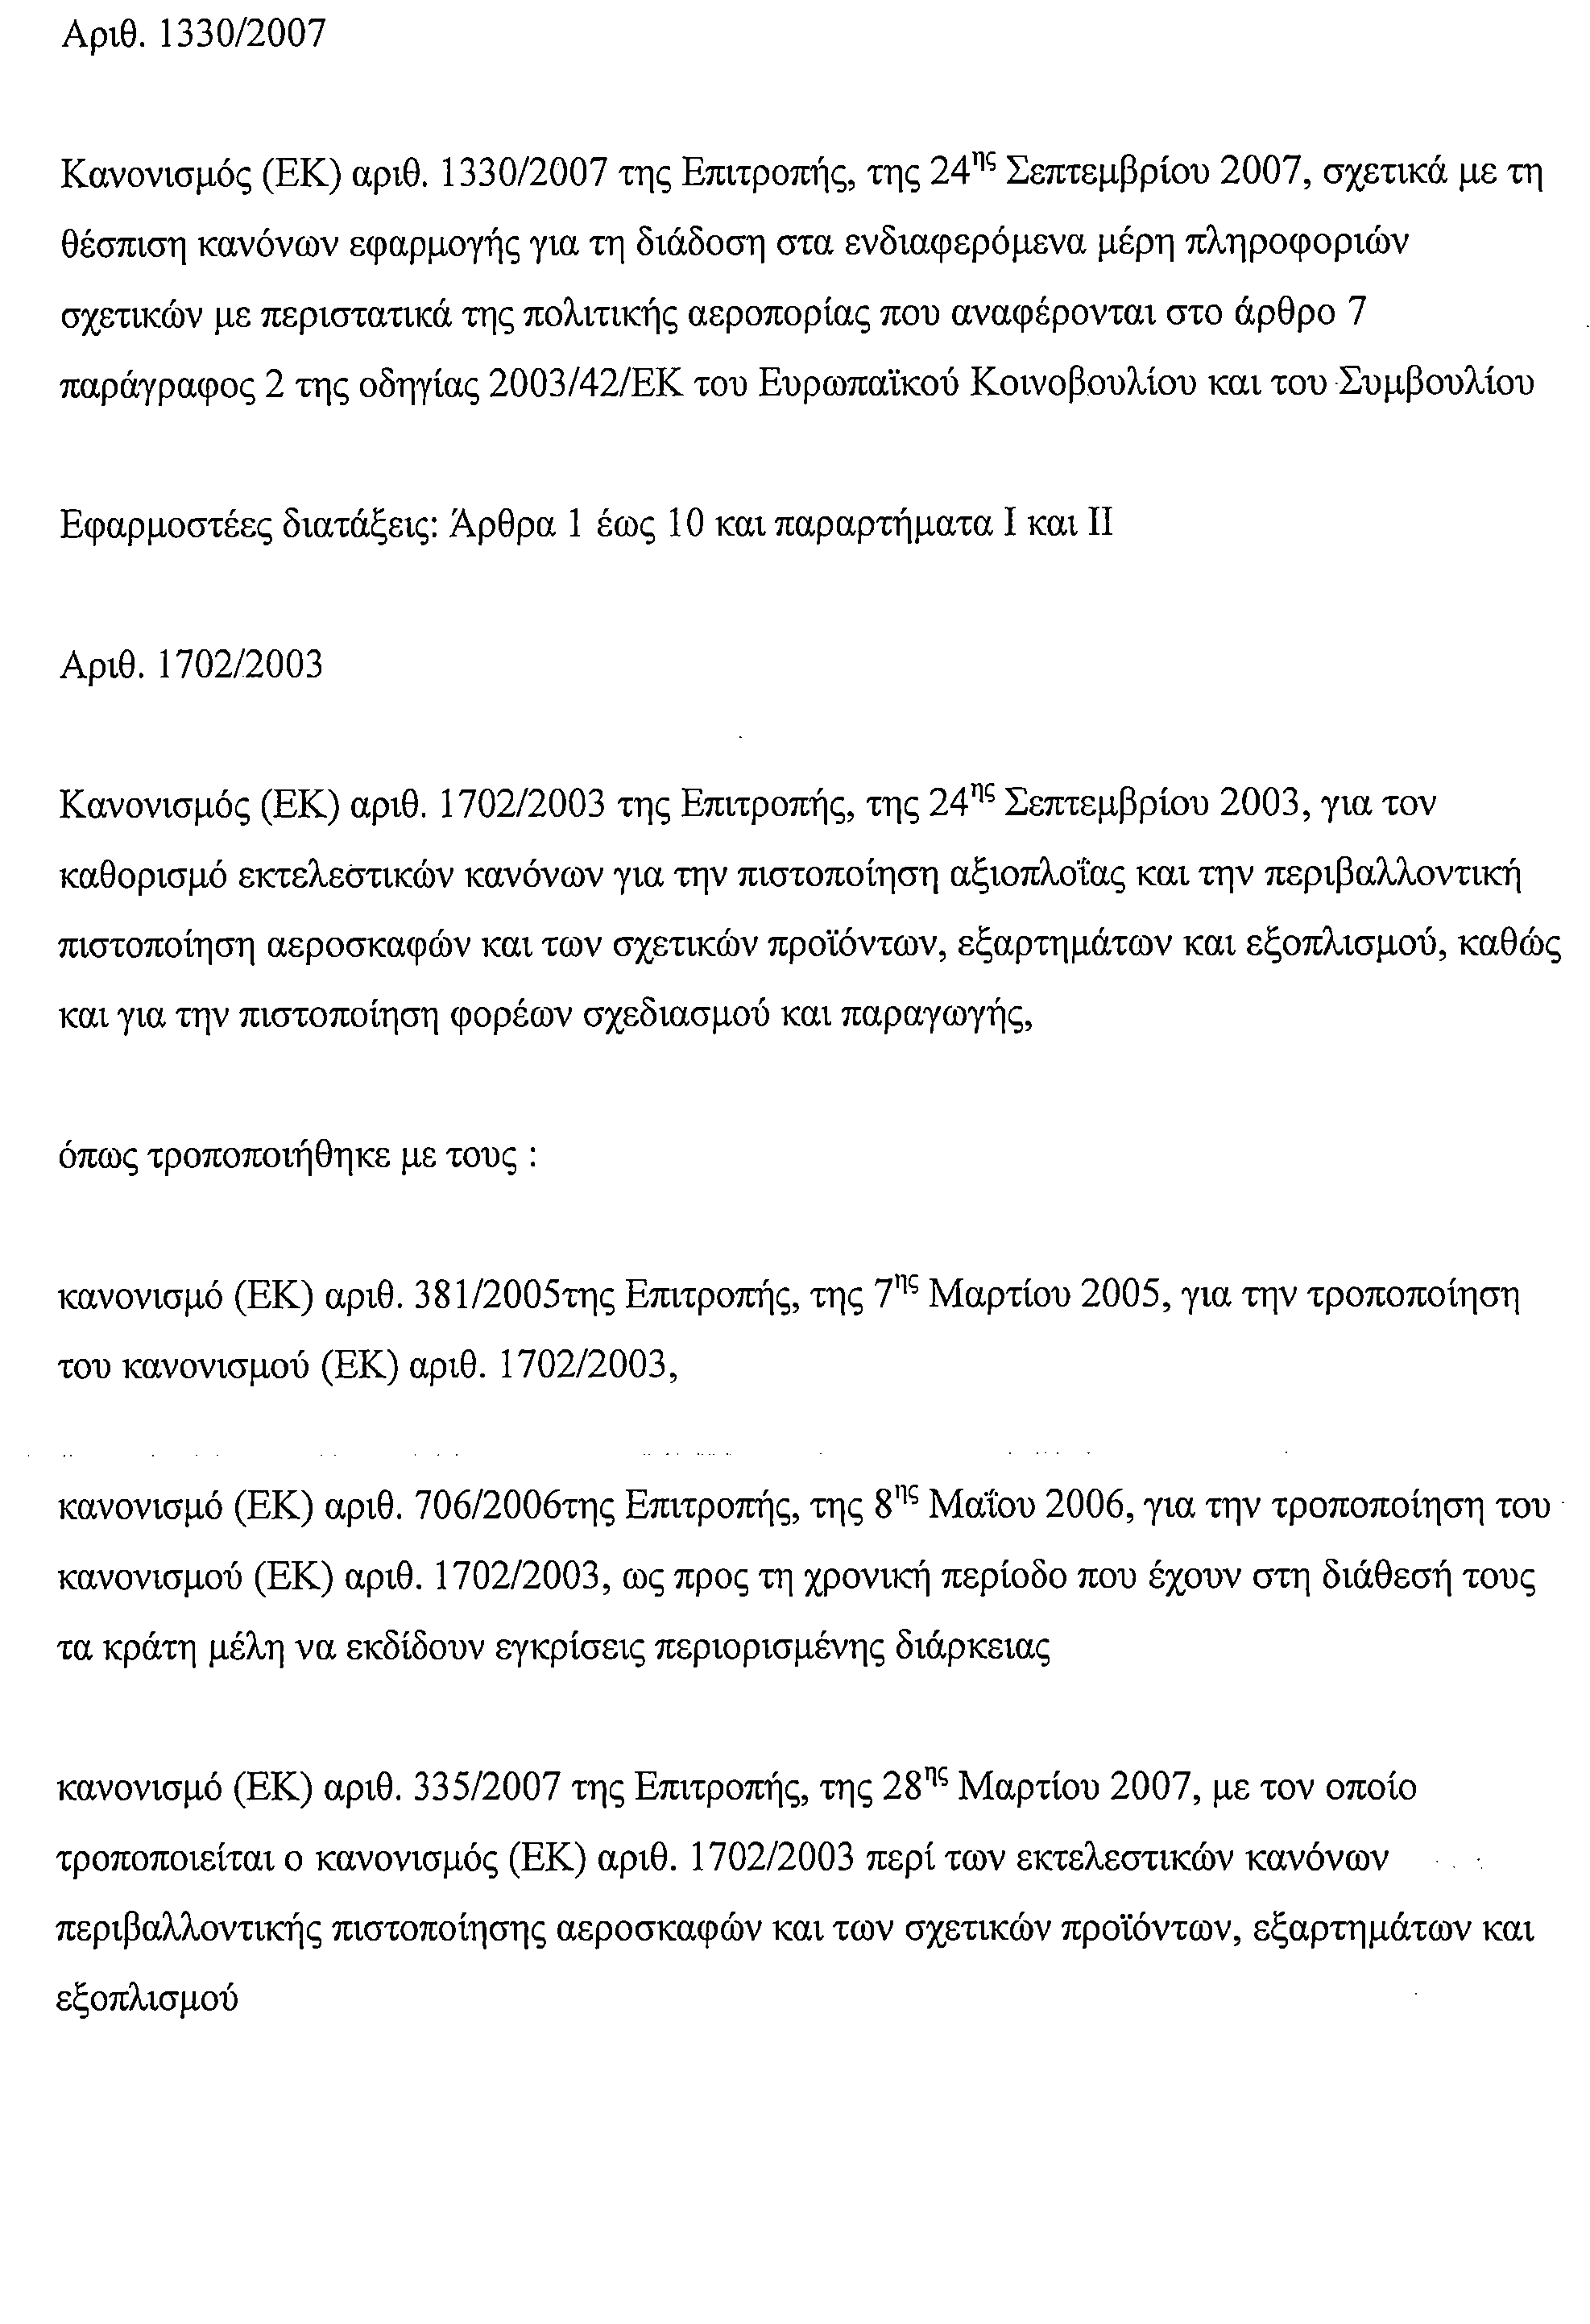 Αριθ. 1330/2007
Κανονισμός (ΕΚ) αριθ. 1330/2007 της Επιτροπής, της 24ης Σεπτεμβρίου 2007, σχετικά με τη
θέσπιση κανόνων εφαρμογής για τη διάδοση στα ενδιαφερόμενα μέρη πληροφοριών
σχετικών με περιστατικά της πολιτικής αεροπορίας που αναφέρονται στο άρθρο 7
παράγραφος 2 της οδηγίας 2003/42/ΕΚ του Ευρωπαϊκού Κοινοβουλίου και του Συμβουλίου
Εφαρμοστέες διατάξεις: Άρθρα 1 έως 10 και παραρτήματα Ι και ΙΙ
Αριθ. 1702/2003
Κανονισμός (ΕΚ) αριθ. 1702/2003 της Επιτροπής, της 24ης Σεπτεμβρίου 2003, για τον
καθορισμό εκτελεστικών κανόνων για την πιστοποίηση αξιοπλοΐας και την περιβαλλοντική
πιστοποίηση αεροσκαφών και των σχετικών προϊόντων, εξαρτημάτων και εξοπλισμού, καθώς
και για την πιστοποίηση φορέων σχεδιασμού και παραγωγής,
όπως τροποποιήθηκε με τους :
κανονισμό (ΕΚ) αριθ. 381/2005της Επιτροπής, της 7ης Μαρτίου 2005, για την τροποποίηση
του κανονισμού (ΕΚ) αριθ. 1702/2003,
κανονισμό (ΕΚ) αριθ. 706/2006της Επιτροπής, της 8ης Μαΐου 2006, για την τροποποίηση του
κανονισμού (ΕΚ) αριθ. 1702/2003, ως προς τη χρονική περίοδο που έχουν στη διάθεσή τους
τα κράτη μέλη να εκδίδουν εγκρίσεις περιορισμένης διάρκειας
κανονισμό (ΕΚ) αριθ. 335/2007 της Επιτροπής, της 28ης Μαρτίου 2007, με τον οποίο
τροποποιείται ο κανονισμός (ΕΚ) αριθ. 1702/2003 περί των εκτελεστικών κανόνων
περιβαλλοντικής πιστοποίησης αεροσκαφών και των σχετικών προϊόντων, εξαρτημάτων και
εξοπλισμού